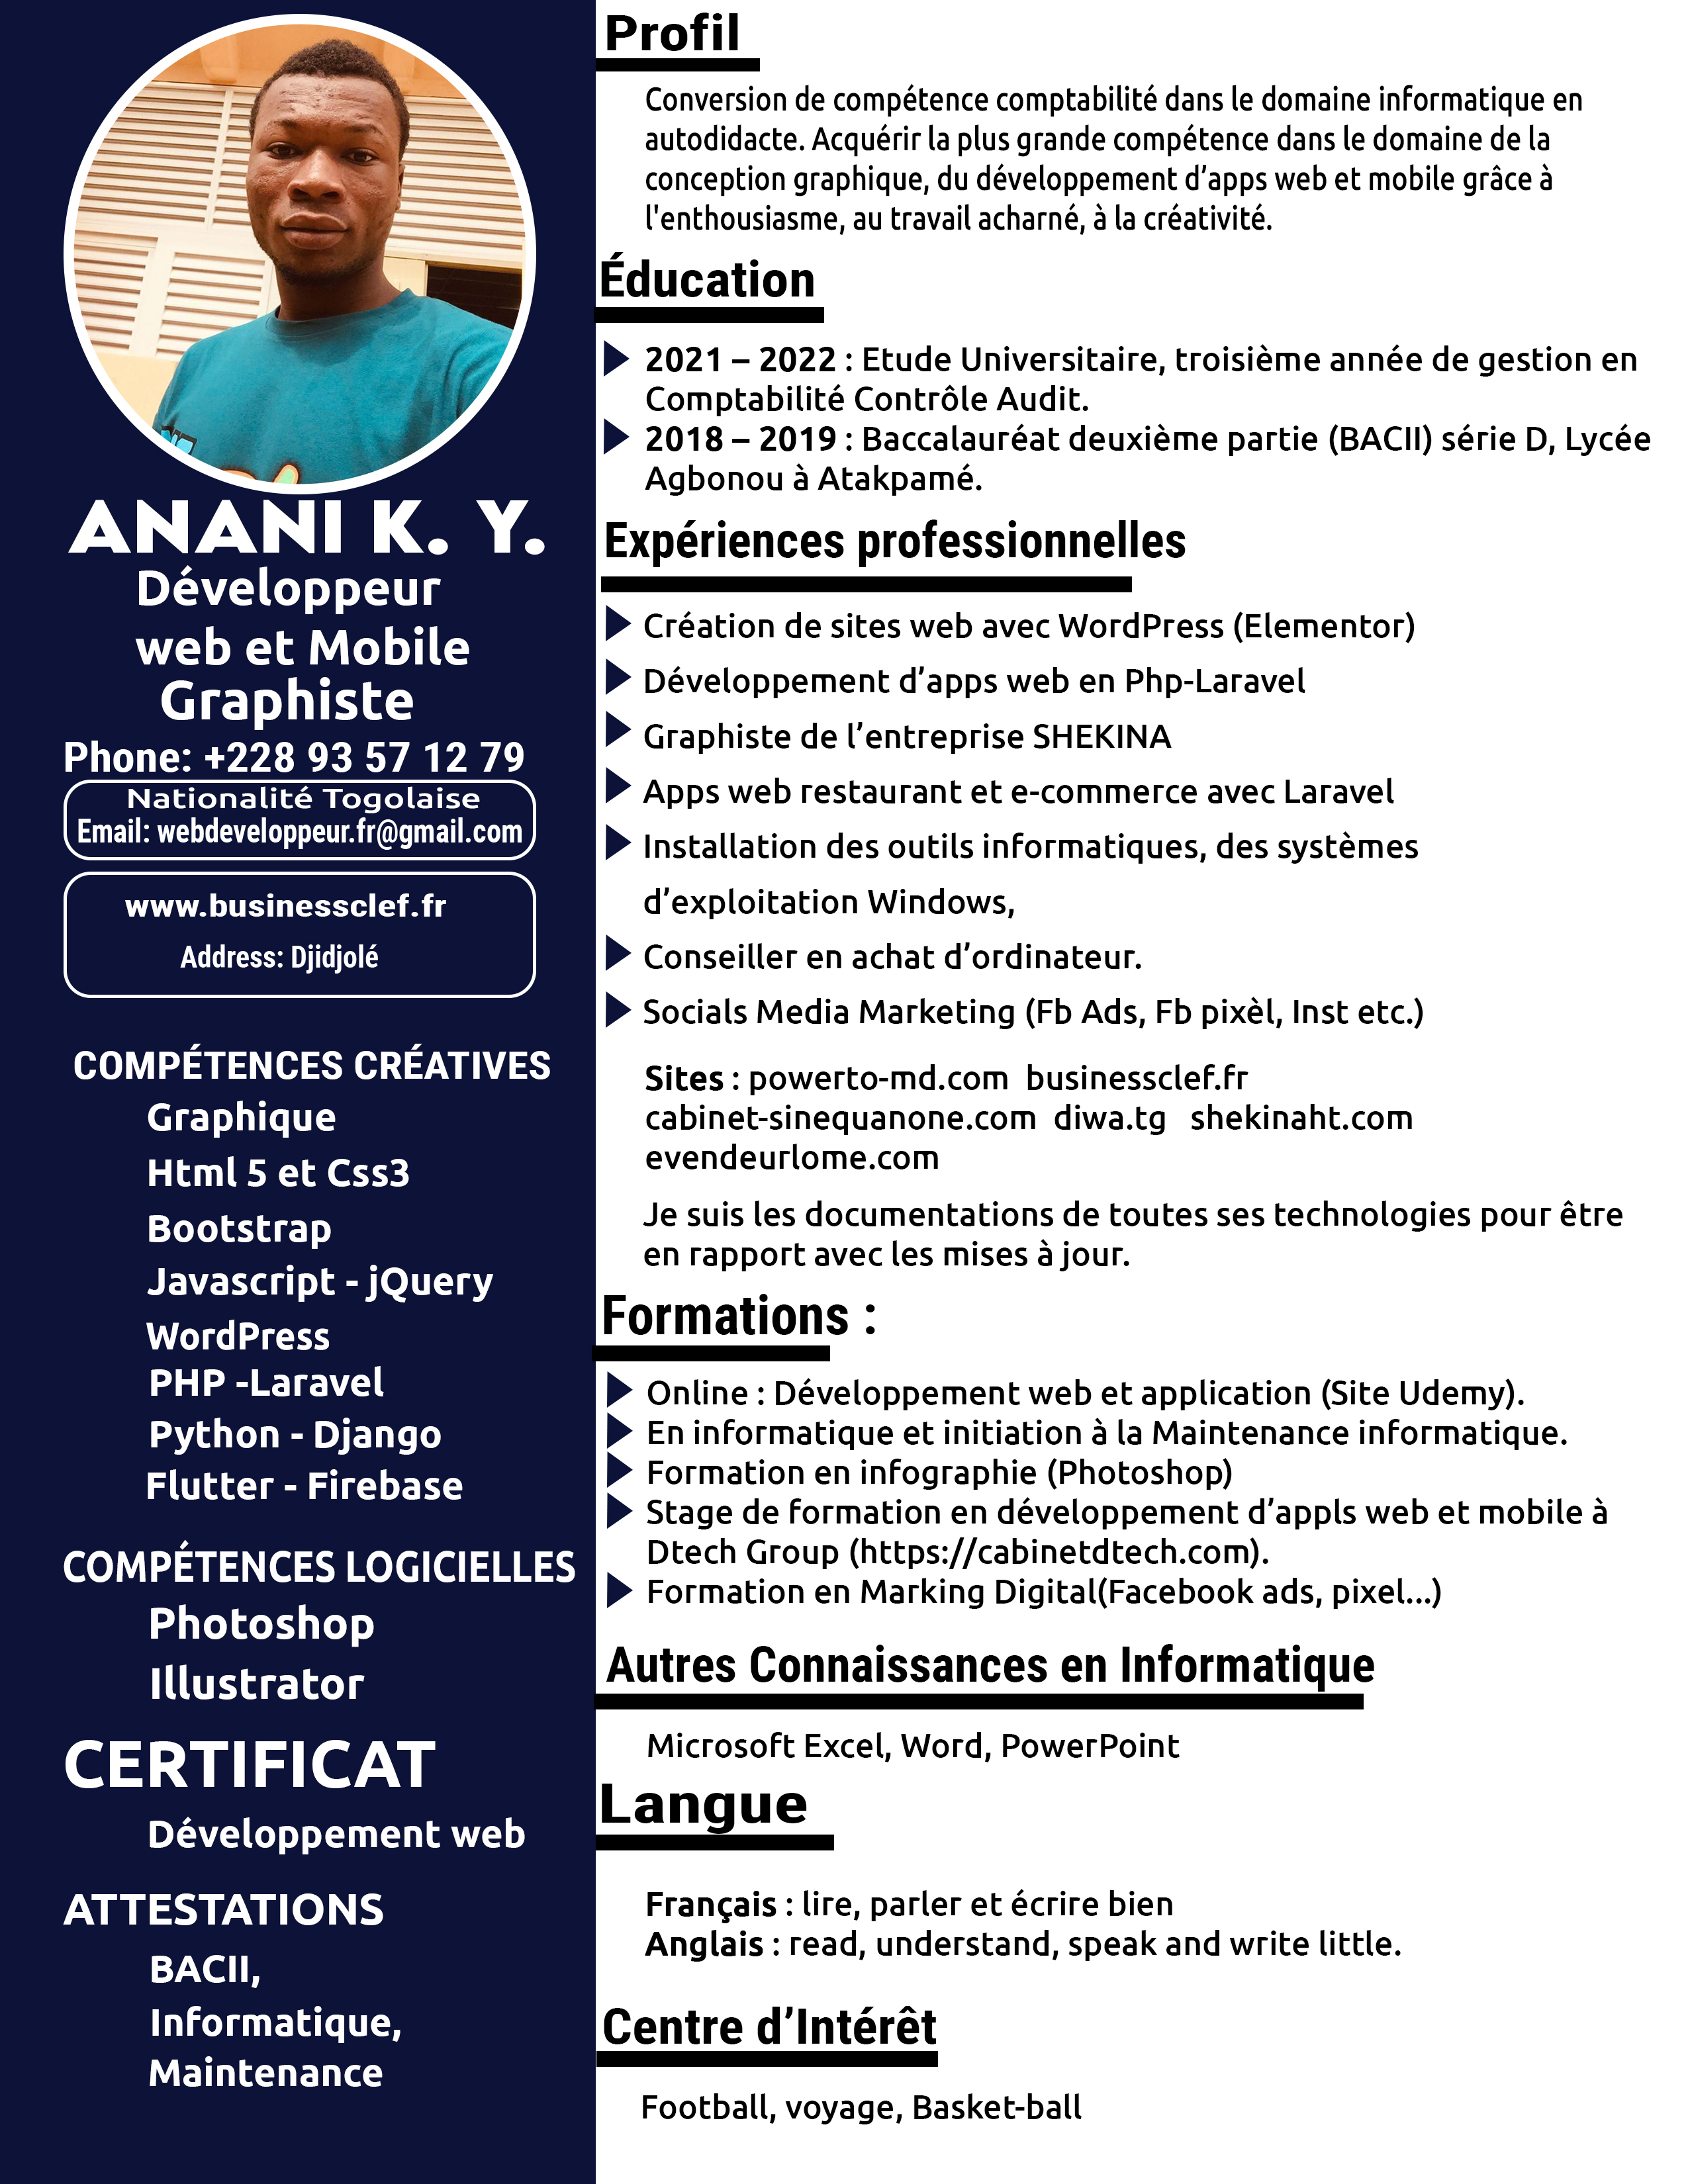 ANANI K. Y.
Développeur
web et Mobile
Graphiste
Phone: +228 93 57 12 79
Nationalité Togolaise
Email: webdeveloppeur.fr@gmail.com
www.businessclef.fr
Address: Djidjolé
COMPÉTENCES CRÉATIVES
Graphique
Html 5 et Css3
Bootstrap
Javascript - jQuery
WordPress
PHP -Laravel
Python - Django
Flutter - Firebase
COMPÉTENCES LOGICIELLES
Photoshop
Illustrator
CERTIFICAT
Développement web
ATTESTATIONS
BACII,
Informatique,
Maintenance
Profil
Conversion de compétence comptabilité dans le domaine informatique en
autodidacte. Acquérir la plus grande compétence dans le domaine de la
conception graphique, du développement d’apps web et mobile grâce à
l'enthousiasme, au travail acharné, à la créativité.
Éducation
2021 – 2022 : Etude Universitaire, troisième année de gestion en
Comptabilité Contrôle Audit.
2018 – 2019 : Baccalauréat deuxième partie (BACII) série D, Lycée
Agbonou à Atakpamé.
Expériences professionnelles
Création de sites web avec WordPress (Elementor)
Développement d’apps web en Php-Laravel
Graphiste de l’entreprise SHEKINA
Apps web restaurant et e-commerce avec Laravel
Installation des outils informatiques, des systèmes
d’exploitation Windows,
Conseiller en achat d’ordinateur.
Socials Media Marketing (Fb Ads, Fb pixèl, Inst etc.)
Sites : powerto-md.com businessclef.fr
cabinet-sinequanone.com diwa.tg shekinaht.com
evendeurlome.com
Je suis les documentations de toutes ses technologies pour être
en rapport avec les mises à jour.
Formations :
Online : Développement web et application (Site Udemy).
En informatique et initiation à la Maintenance informatique.
Formation en infographie (Photoshop)
Stage de formation en développement d’appls web et mobile à
Dtech Group (https://cabinetdtech.com).
Formation en Marking Digital(Facebook ads, pixel...)
Autres Connaissances en Informatique
Microsoft Excel, Word, PowerPoint
Langue
Français : lire, parler et écrire bien
Anglais : read, understand, speak and write little.
Centre d’Intérêt
Football, voyage, Basket-ball